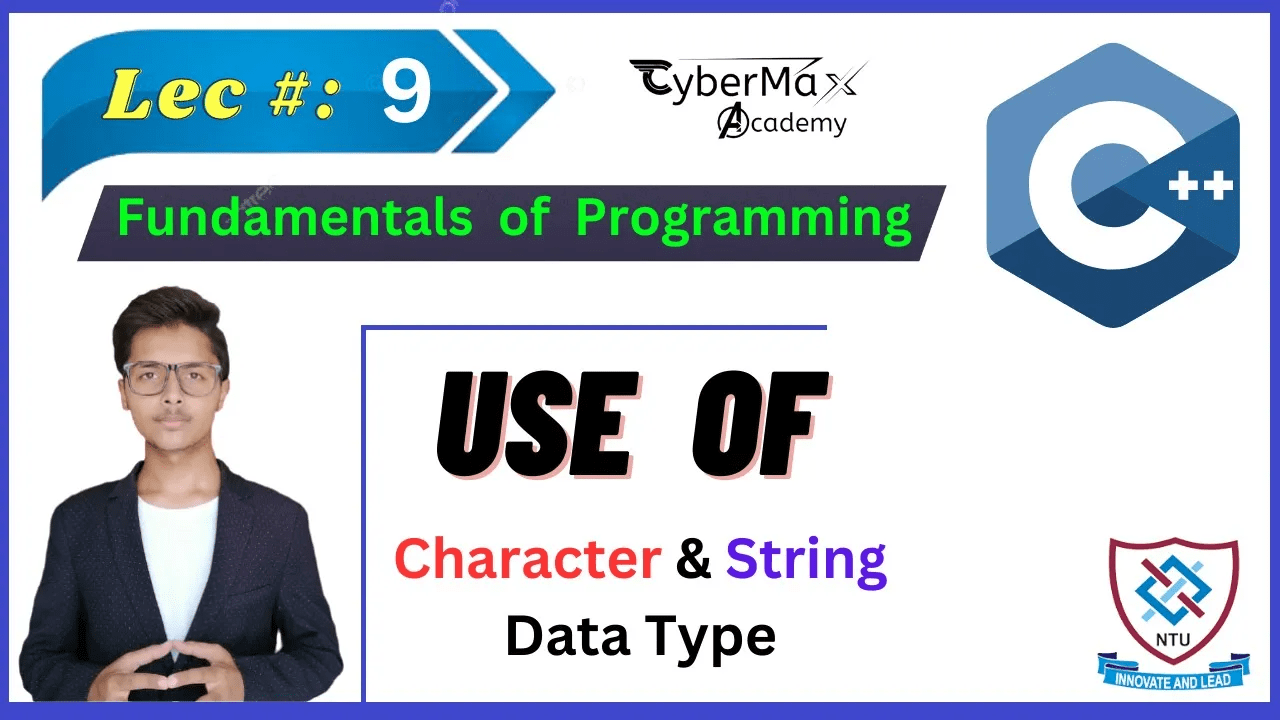 Lec #: 9
CyberMax
Academy
C++
Fundamentals of Programming
USE OF
Character & String
Data Type
NTU
INNOVATE AND LEAD